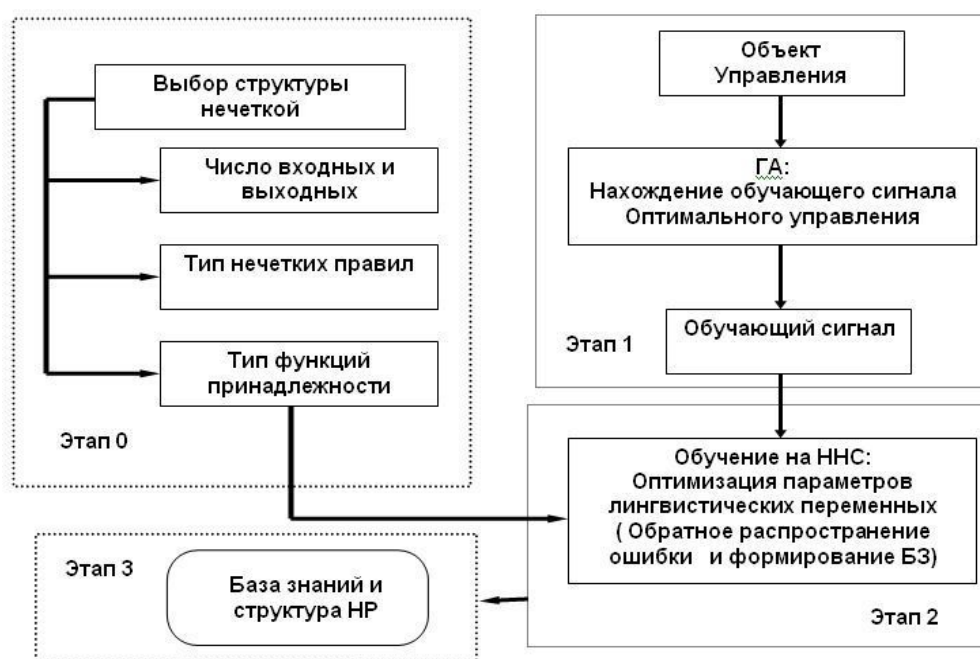 Выбор структуры
нечеткой
Число входных и
выходных
Тип нечетких правил
Тип функций
принадлежности
Этап 0
Объект
Управления
ГА:
Нахождение обучающего сигнала
Оптимального управления
Обучающий сигнал
Этап 1
Обучение на ННС:
Оптимизация параметров
лингвистических переменных
( Обратное распространение
ошибки и формирование БЗ)
Этап 2
Этап 3
База знаний и
структура НР